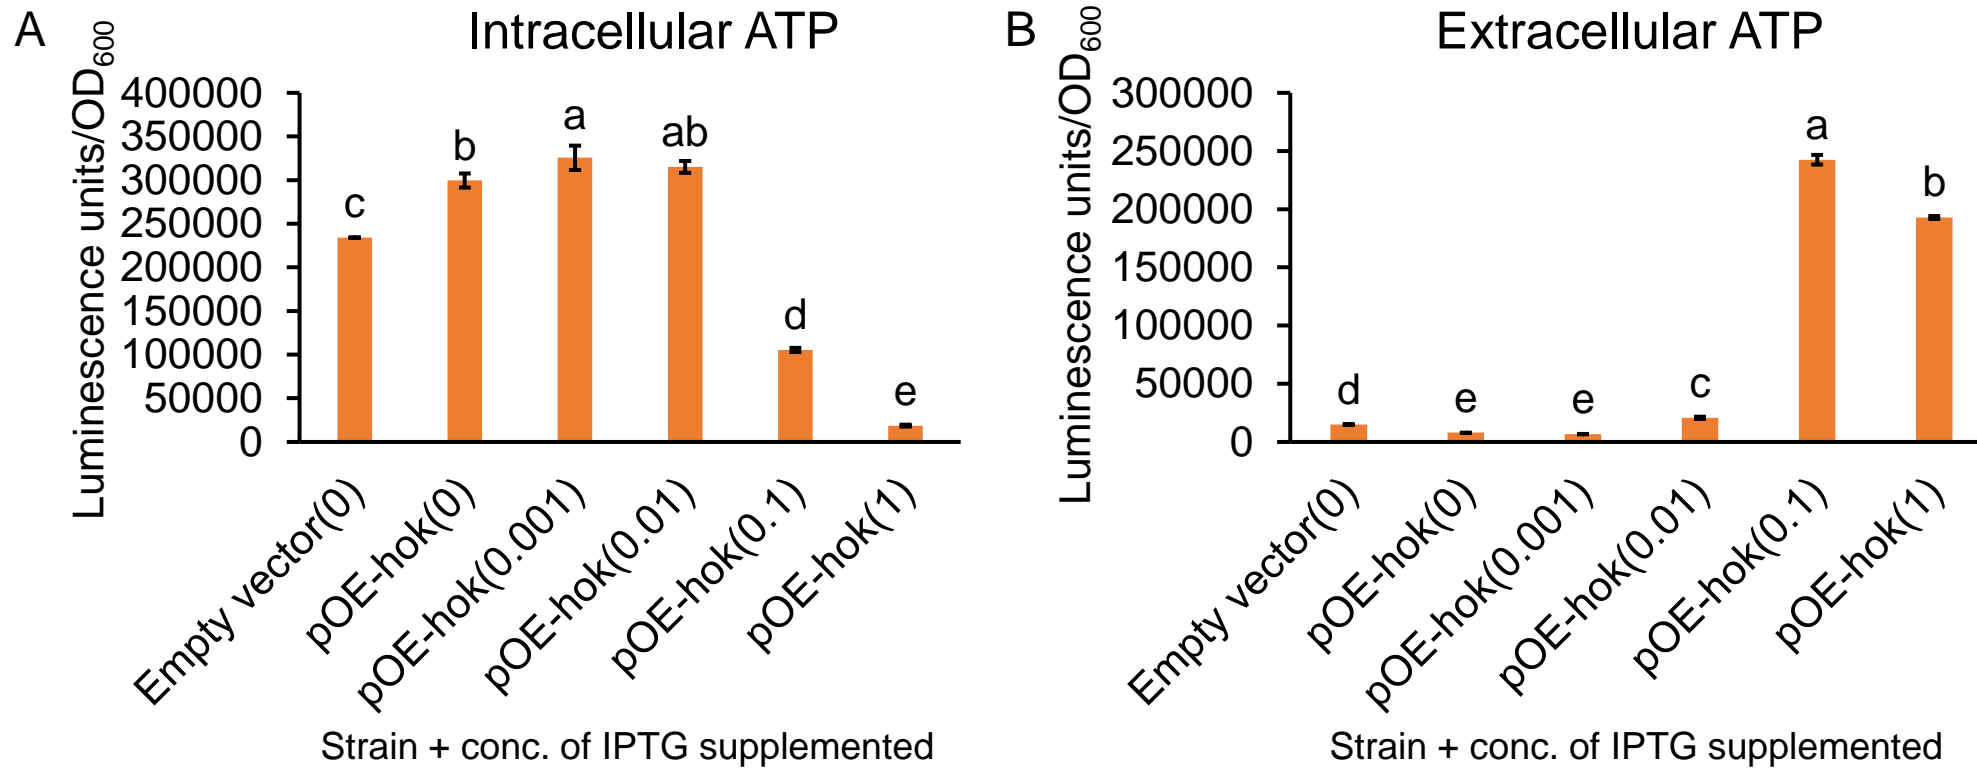 A
Intracellular ATP
Luminescence units/OD600
400000
350000
300000
250000
200000
150000
100000
50000
0
c
b
a
ab
d
e
Empty vector(0)
pOE-hok(0)
pOE-hok(0.001)
pOE-hok(0.01)
pOE-hok(0.1)
pOE-hok(1)
Strain + conc. of IPTG supplemented
B
Extracellular ATP
Luminescence units/OD600
300000
250000
200000
150000
100000
50000
0
d
e
e
c
a
b
Empty vector(0)
pOE-hok(0)
pOE-hok(0.001)
pOE-hok(0.01)
pOE-hok(0.1)
pOE-hok(1)
Strain + conc. of IPTG supplemented